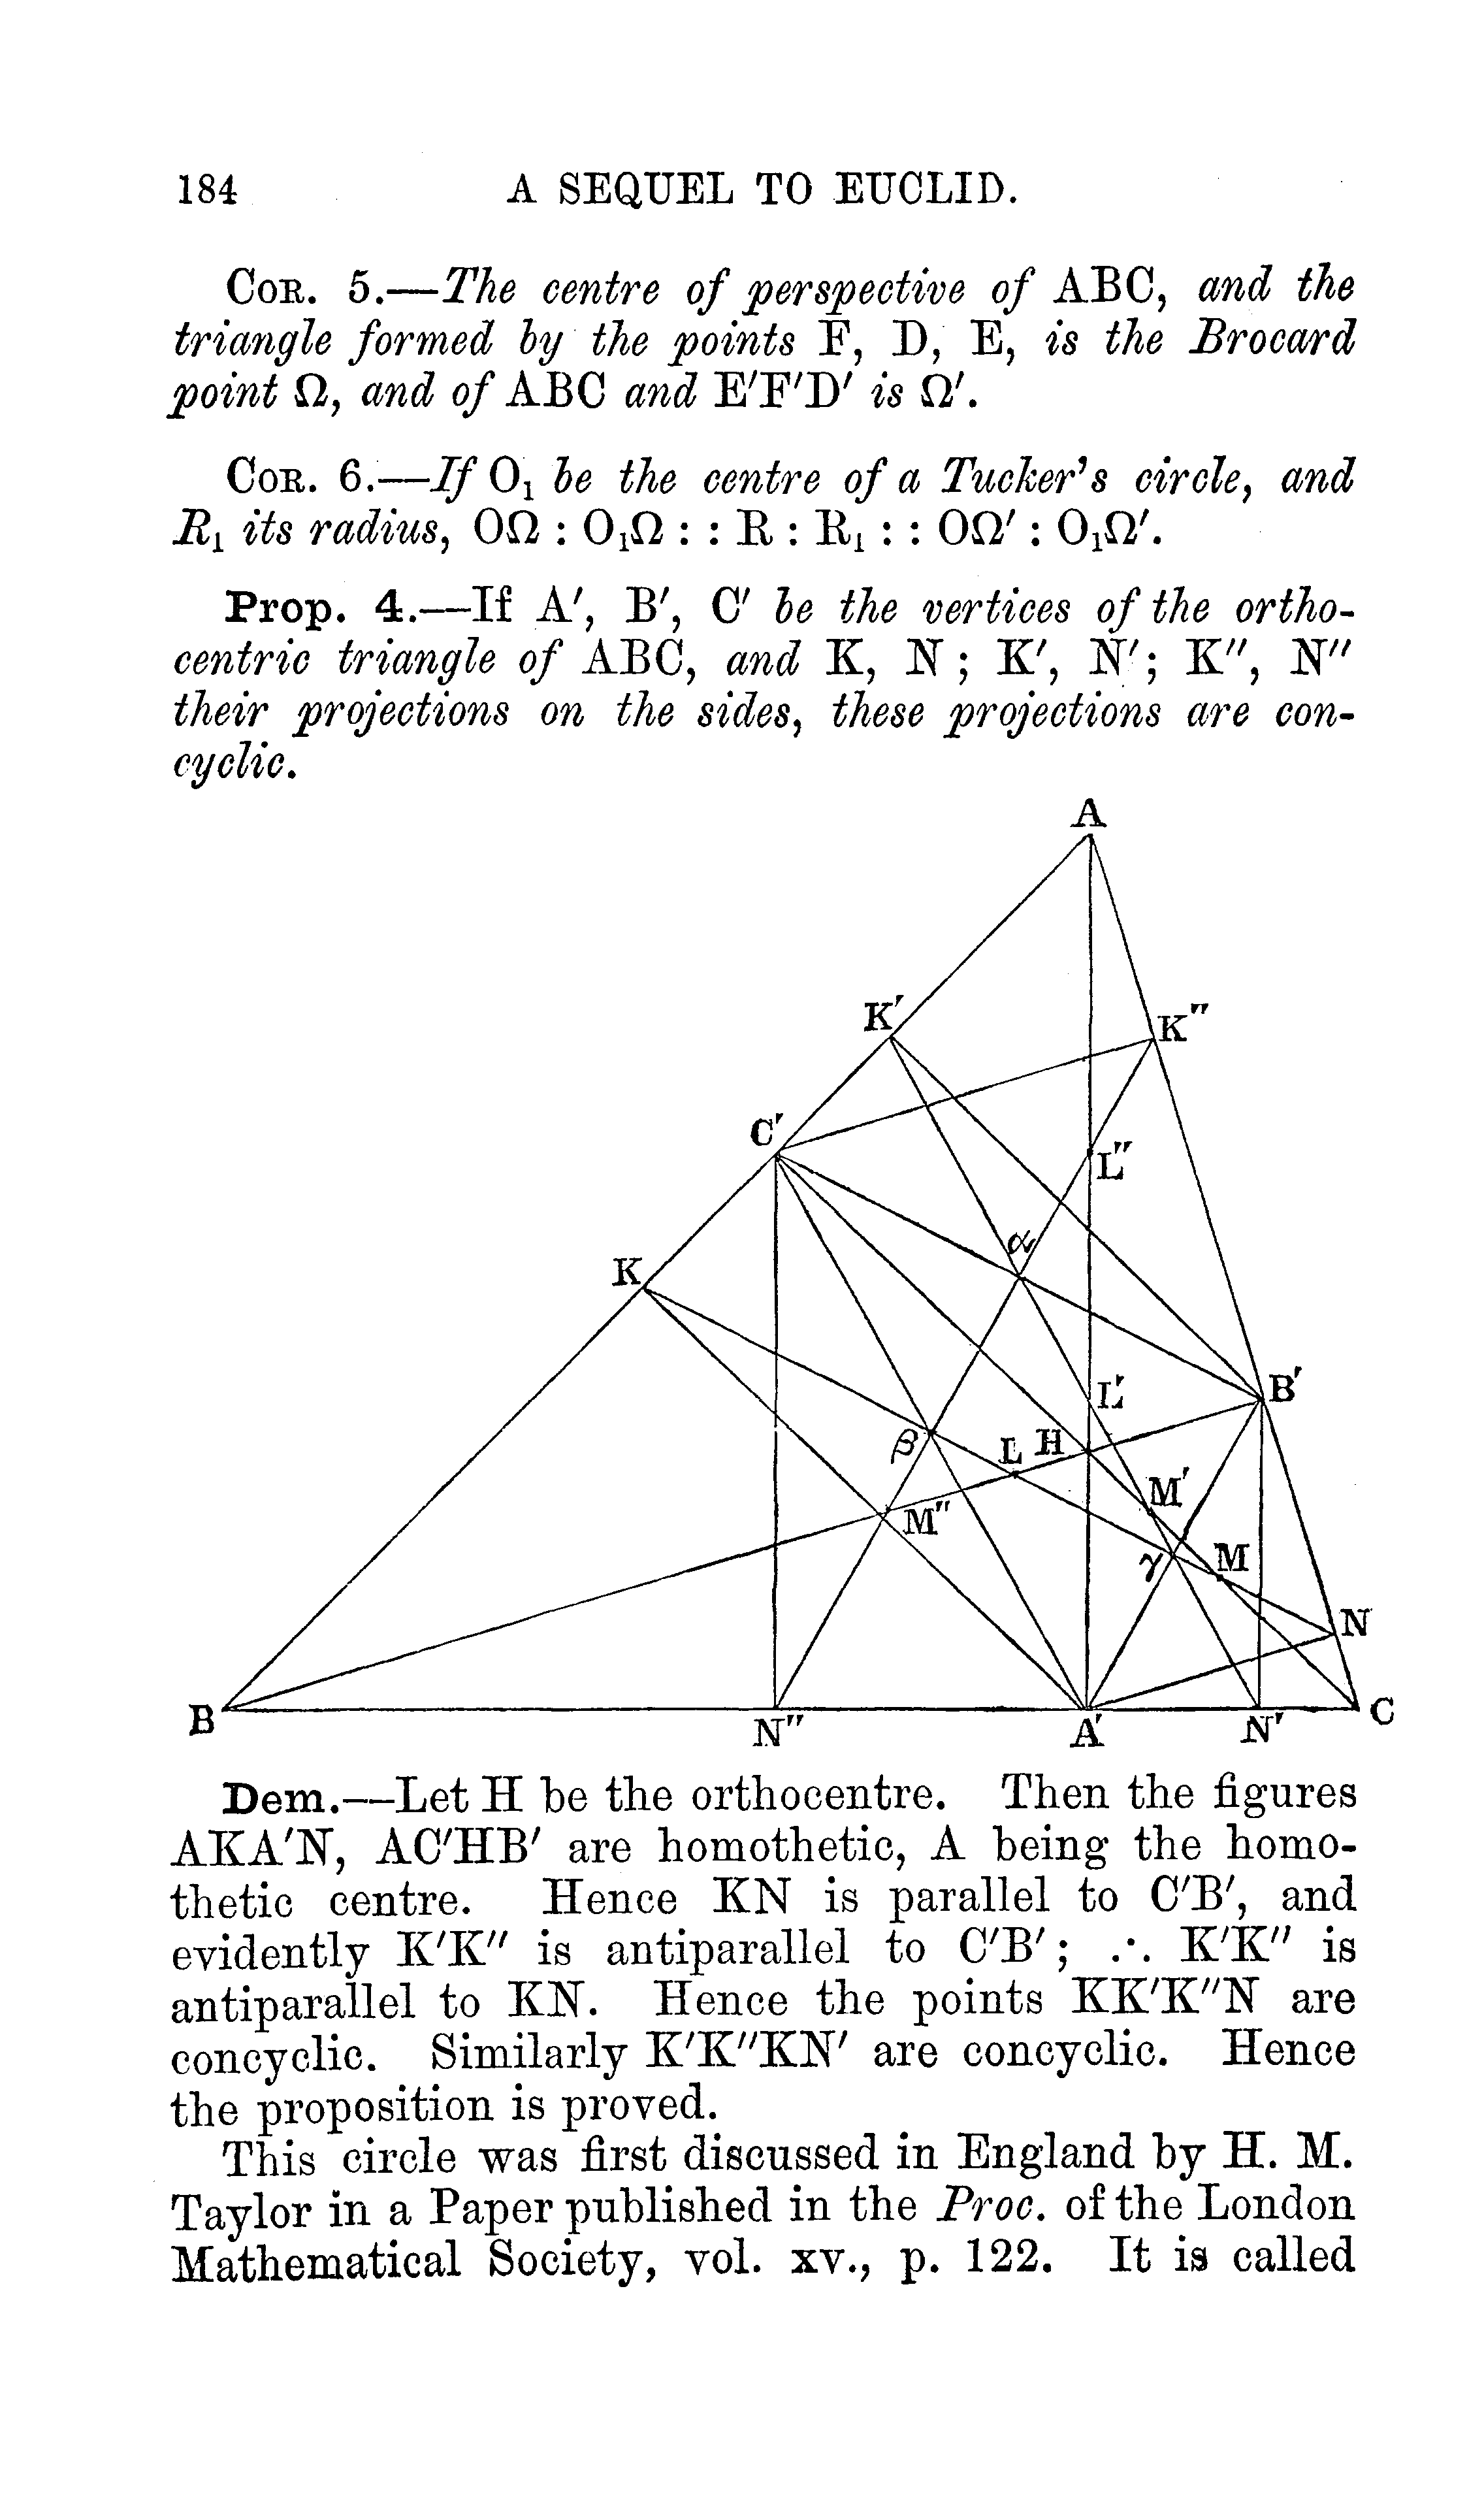 184 A SEQUEL TO EUCLID.
Cor. 5.—The centre of perspective of ABC, and the
triangle formed by the points F, D, E, is the Brocard
point Ω, and of ABC and E′F′D′ is Ω′.
Cor. 6.—If O₁ be the centre of a Tucker's circle, and
R₁ its radius, OΩ : O₁Ω : : R : R₁ : : OΩ′ : O₁Ω′.
Prop. 4.—If A′, B′, C′ be the vertices of the ortho-
centric triangle of ABC, and K, N ; K′, N′; K″, N″
their projections on the sides, these projections are con-
cyclic.
A
K′
K″
C′
L″
α
K
L′
B′
β
L H
M′
M″
γ
M
N
B
N″
A′
N′
C
Dem.—Let H be the orthocentre. Then the figures
AKA′N, AC′HB′ are homothetic, A being the homo-
thetic centre. Hence KN is parallel to C′B′, and
evidently K′K″ is antiparallel to C′B′; ∴ K′K″ is
antiparallel to KN. Hence the points KK′K″N are
concyclic. Similarly K′K″KN′ are concyclic. Hence
the proposition is proved.
This circle was first discussed in England by H. M.
Taylor in a Paper published in the Proc. of the London
Mathematical Society, vol. xv., p. 122. It is called